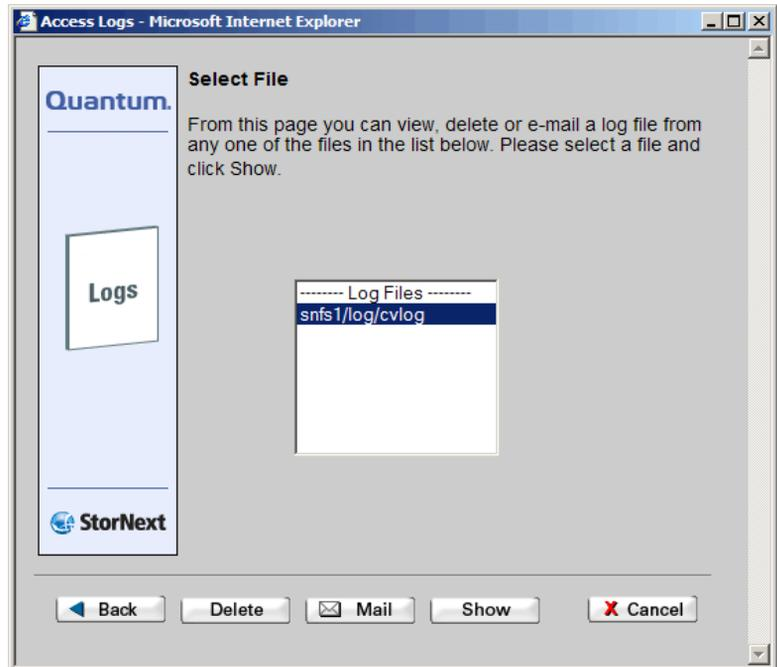 Access Logs - Microsoft Internet Explorer
Quantum.
Logs
StorNext
Select File
From this page you can view, delete or e-mail a log file from
any one of the files in the list below. Please select a file and
click Show.
-------- Log Files --------
snfs1/log/cvlog
Back
Delete
Mail
Show
X Cancel